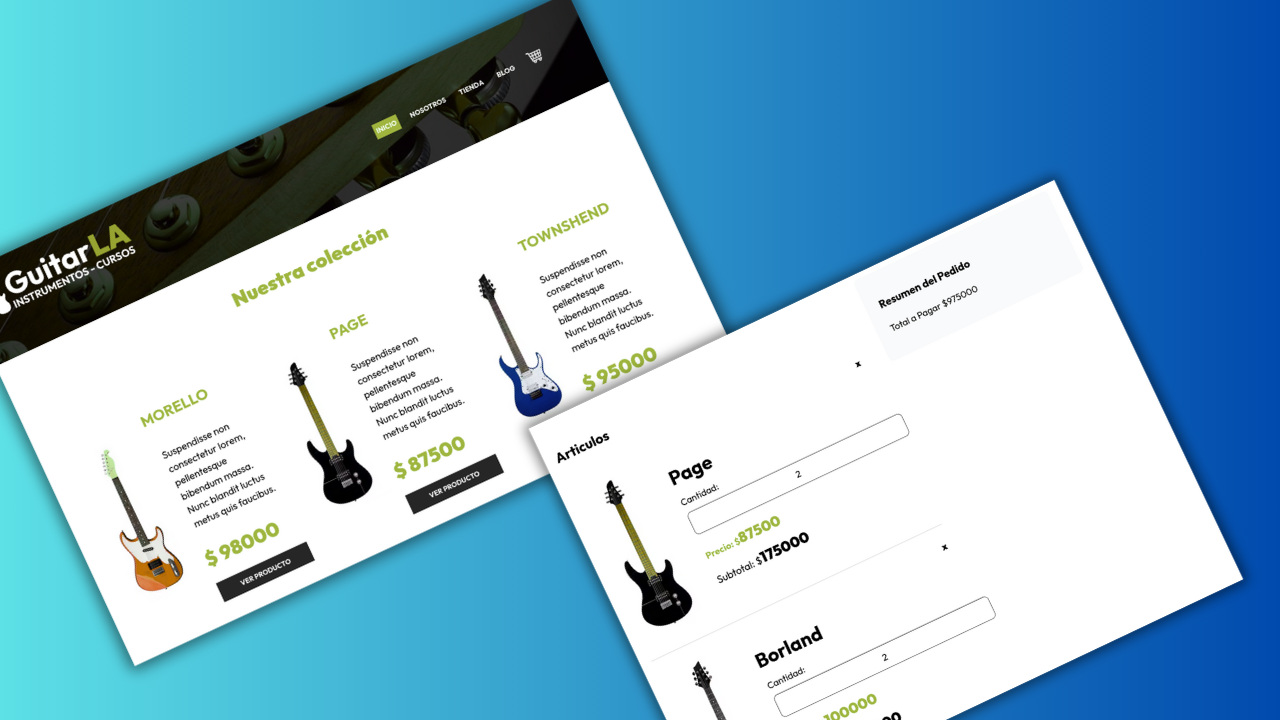 GuitarLA
INSTRUMENTOS - CURSOS
INICIO
NOSOTROS
TIENDA
BLOG
Nuestra colección
MORELLO
Suspendisse non
consectetur lorem,
pellentesque
bibendum massa.
Nunc blandit luctus
metus quis faucibus.
$ 98000
VER PRODUCTO
PAGE
Suspendisse non
consectetur lorem,
pellentesque
bibendum massa.
Nunc blandit luctus
metus quis faucibus.
$ 87500
VER PRODUCTO
TOWNSHEND
Suspendisse non
consectetur lorem,
pellentesque
bibendum massa.
Nunc blandit luctus
metus quis faucibus.
$ 95000
Articulos
x
Page
Cantidad:
2
Precio: $87500
Subtotal: $175000
x
Borland
Cantidad:
2
Resumen del Pedido
Total a Pagar $975000